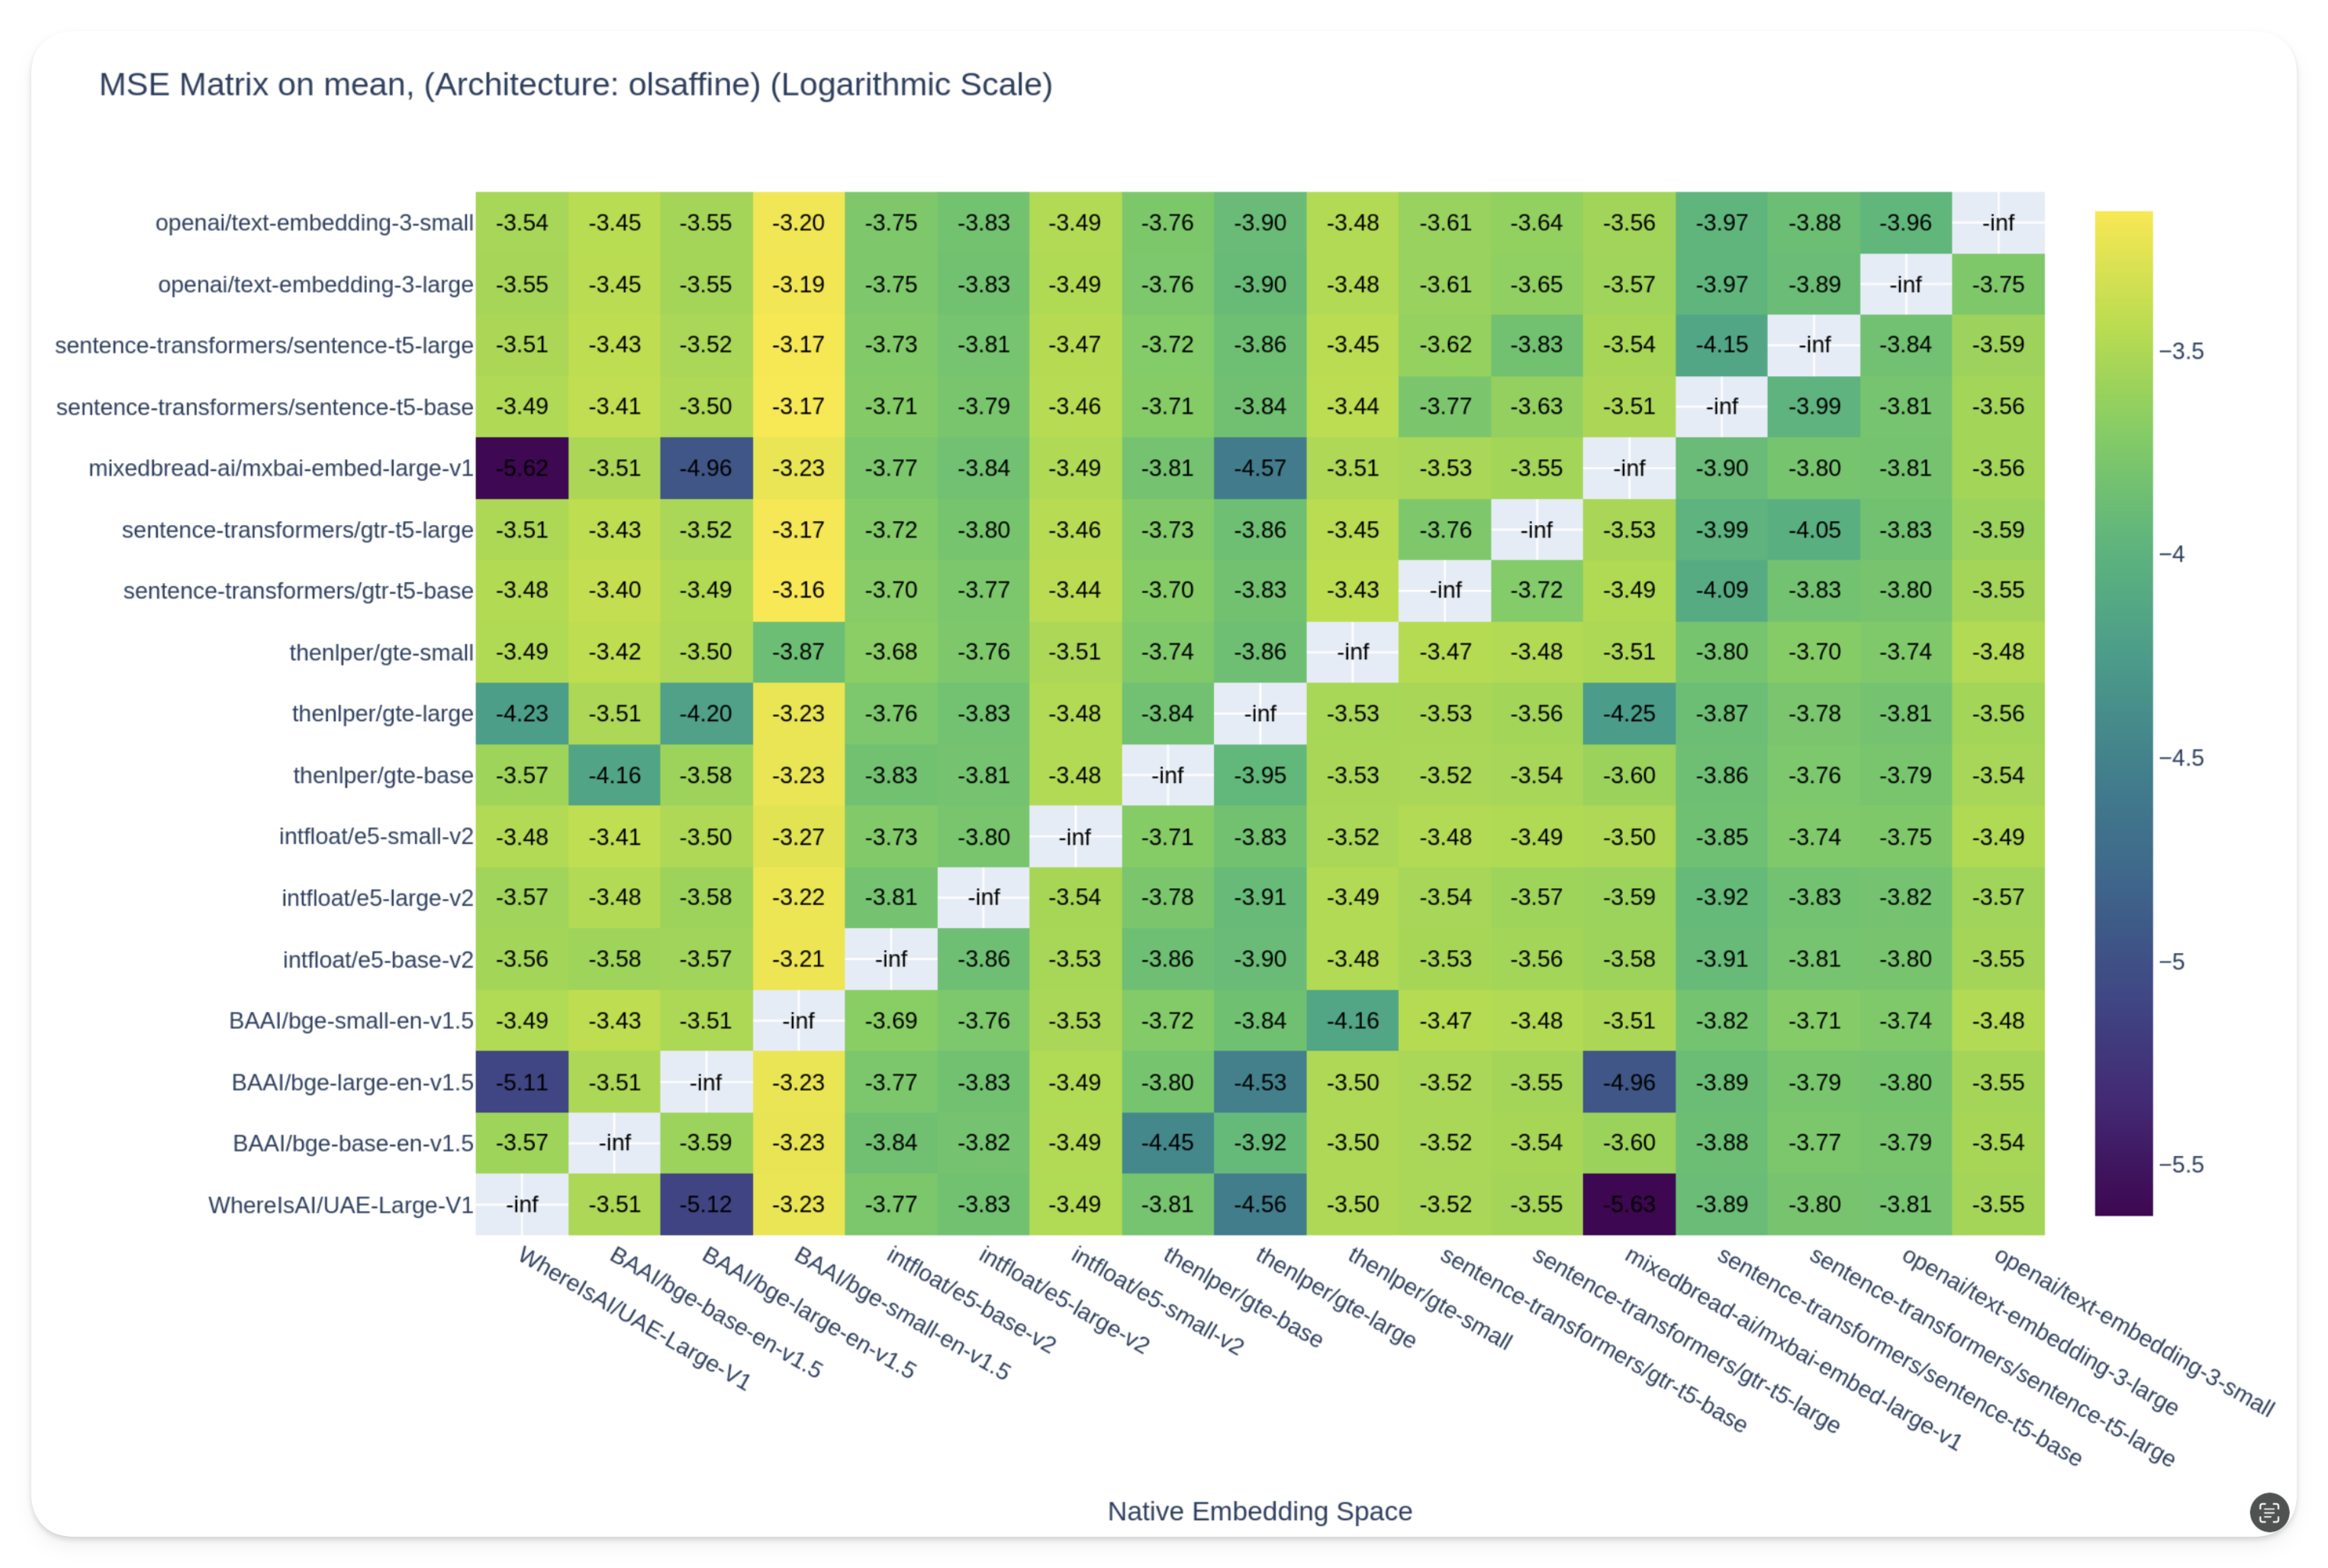 MSE Matrix on mean, (Architecture: olsaffine) (Logarithmic Scale)
openai/text-embedding-3-small -3.54 -3.45 -3.55 -3.20 -3.75 -3.83 -3.49 -3.76 -3.90 -3.48 -3.61 -3.64 -3.56 -3.97 -3.88 -3.96 -inf
openai/text-embedding-3-large -3.55 -3.45 -3.55 -3.19 -3.75 -3.83 -3.49 -3.76 -3.90 -3.48 -3.61 -3.65 -3.57 -3.97 -3.89 -inf -3.75
sentence-transformers/sentence-t5-large -3.51 -3.43 -3.52 -3.17 -3.73 -3.81 -3.47 -3.72 -3.86 -3.45 -3.62 -3.83 -3.54 -4.15 -inf -3.84 -3.59
sentence-transformers/sentence-t5-base -3.49 -3.41 -3.50 -3.17 -3.71 -3.79 -3.46 -3.71 -3.84 -3.44 -3.77 -3.63 -3.51 -inf -3.99 -3.81 -3.56
mixedbread-ai/mxbai-embed-large-v1 -5.62 -3.51 -4.96 -3.23 -3.77 -3.84 -3.49 -3.81 -4.57 -3.51 -3.53 -3.55 -inf -3.90 -3.80 -3.81 -3.56
sentence-transformers/gtr-t5-large -3.51 -3.43 -3.52 -3.17 -3.72 -3.80 -3.46 -3.73 -3.86 -3.45 -3.76 -inf -3.53 -3.99 -4.05 -3.83 -3.59
sentence-transformers/gtr-t5-base -3.48 -3.40 -3.49 -3.16 -3.70 -3.77 -3.44 -3.70 -3.83 -3.43 -inf -3.72 -3.49 -4.09 -3.83 -3.80 -3.55
thenlper/gte-small -3.49 -3.42 -3.50 -3.87 -3.68 -3.76 -3.51 -3.74 -3.86 -inf -3.47 -3.48 -3.51 -3.80 -3.70 -3.74 -3.48
thenlper/gte-large -4.23 -3.51 -4.20 -3.23 -3.76 -3.83 -3.48 -3.84 -inf -3.53 -3.53 -3.56 -4.25 -3.87 -3.78 -3.81 -3.56
thenlper/gte-base -3.57 -4.16 -3.58 -3.23 -3.83 -3.81 -3.48 -inf -3.95 -3.53 -3.52 -3.54 -3.60 -3.86 -3.76 -3.79 -3.54
intfloat/e5-small-v2 -3.48 -3.41 -3.50 -3.27 -3.73 -3.80 -inf -3.71 -3.83 -3.52 -3.48 -3.49 -3.50 -3.85 -3.74 -3.75 -3.49
intfloat/e5-large-v2 -3.57 -3.48 -3.58 -3.22 -3.81 -inf -3.54 -3.78 -3.91 -3.49 -3.54 -3.57 -3.59 -3.92 -3.83 -3.82 -3.57
intfloat/e5-base-v2 -3.56 -3.58 -3.57 -3.21 -inf -3.86 -3.53 -3.86 -3.90 -3.48 -3.53 -3.56 -3.58 -3.91 -3.81 -3.80 -3.55
BAAI/bge-small-en-v1.5 -3.49 -3.43 -3.51 -inf -3.69 -3.76 -3.53 -3.72 -3.84 -4.16 -3.47 -3.48 -3.51 -3.82 -3.71 -3.74 -3.48
BAAI/bge-large-en-v1.5 -5.11 -3.51 -inf -3.23 -3.77 -3.83 -3.49 -3.80 -4.53 -3.50 -3.52 -3.55 -4.96 -3.89 -3.79 -3.80 -3.55
BAAI/bge-base-en-v1.5 -3.57 -inf -3.59 -3.23 -3.84 -3.82 -3.49 -4.45 -3.92 -3.50 -3.52 -3.54 -3.60 -3.88 -3.77 -3.79 -3.54
WhereIsAI/UAE-Large-V1 -inf -3.51 -5.12 -3.23 -3.77 -3.83 -3.49 -3.81 -4.56 -3.50 -3.52 -3.55 -5.63 -3.89 -3.80 -3.81 -3.55
WhereIsAI/UAE-Large-V1
BAAI/bge-base-en-v1.5
BAAI/bge-large-en-v1.5
BAAI/bge-small-en-v1.5
intfloat/e5-base-v2
intfloat/e5-large-v2
intfloat/e5-small-v2
thenlper/gte-base
thenlper/gte-large
thenlper/gte-small
sentence-transformers/gtr-t5-base
sentence-transformers/gtr-t5-large
mixedbread-ai/mxbai-embed-large-v1
sentence-transformers/sentence-t5-base
sentence-transformers/sentence-t5-large
openai/text-embedding-3-large
openai/text-embedding-3-small
−3.5
−4
−4.5
−5
−5.5
Native Embedding Space